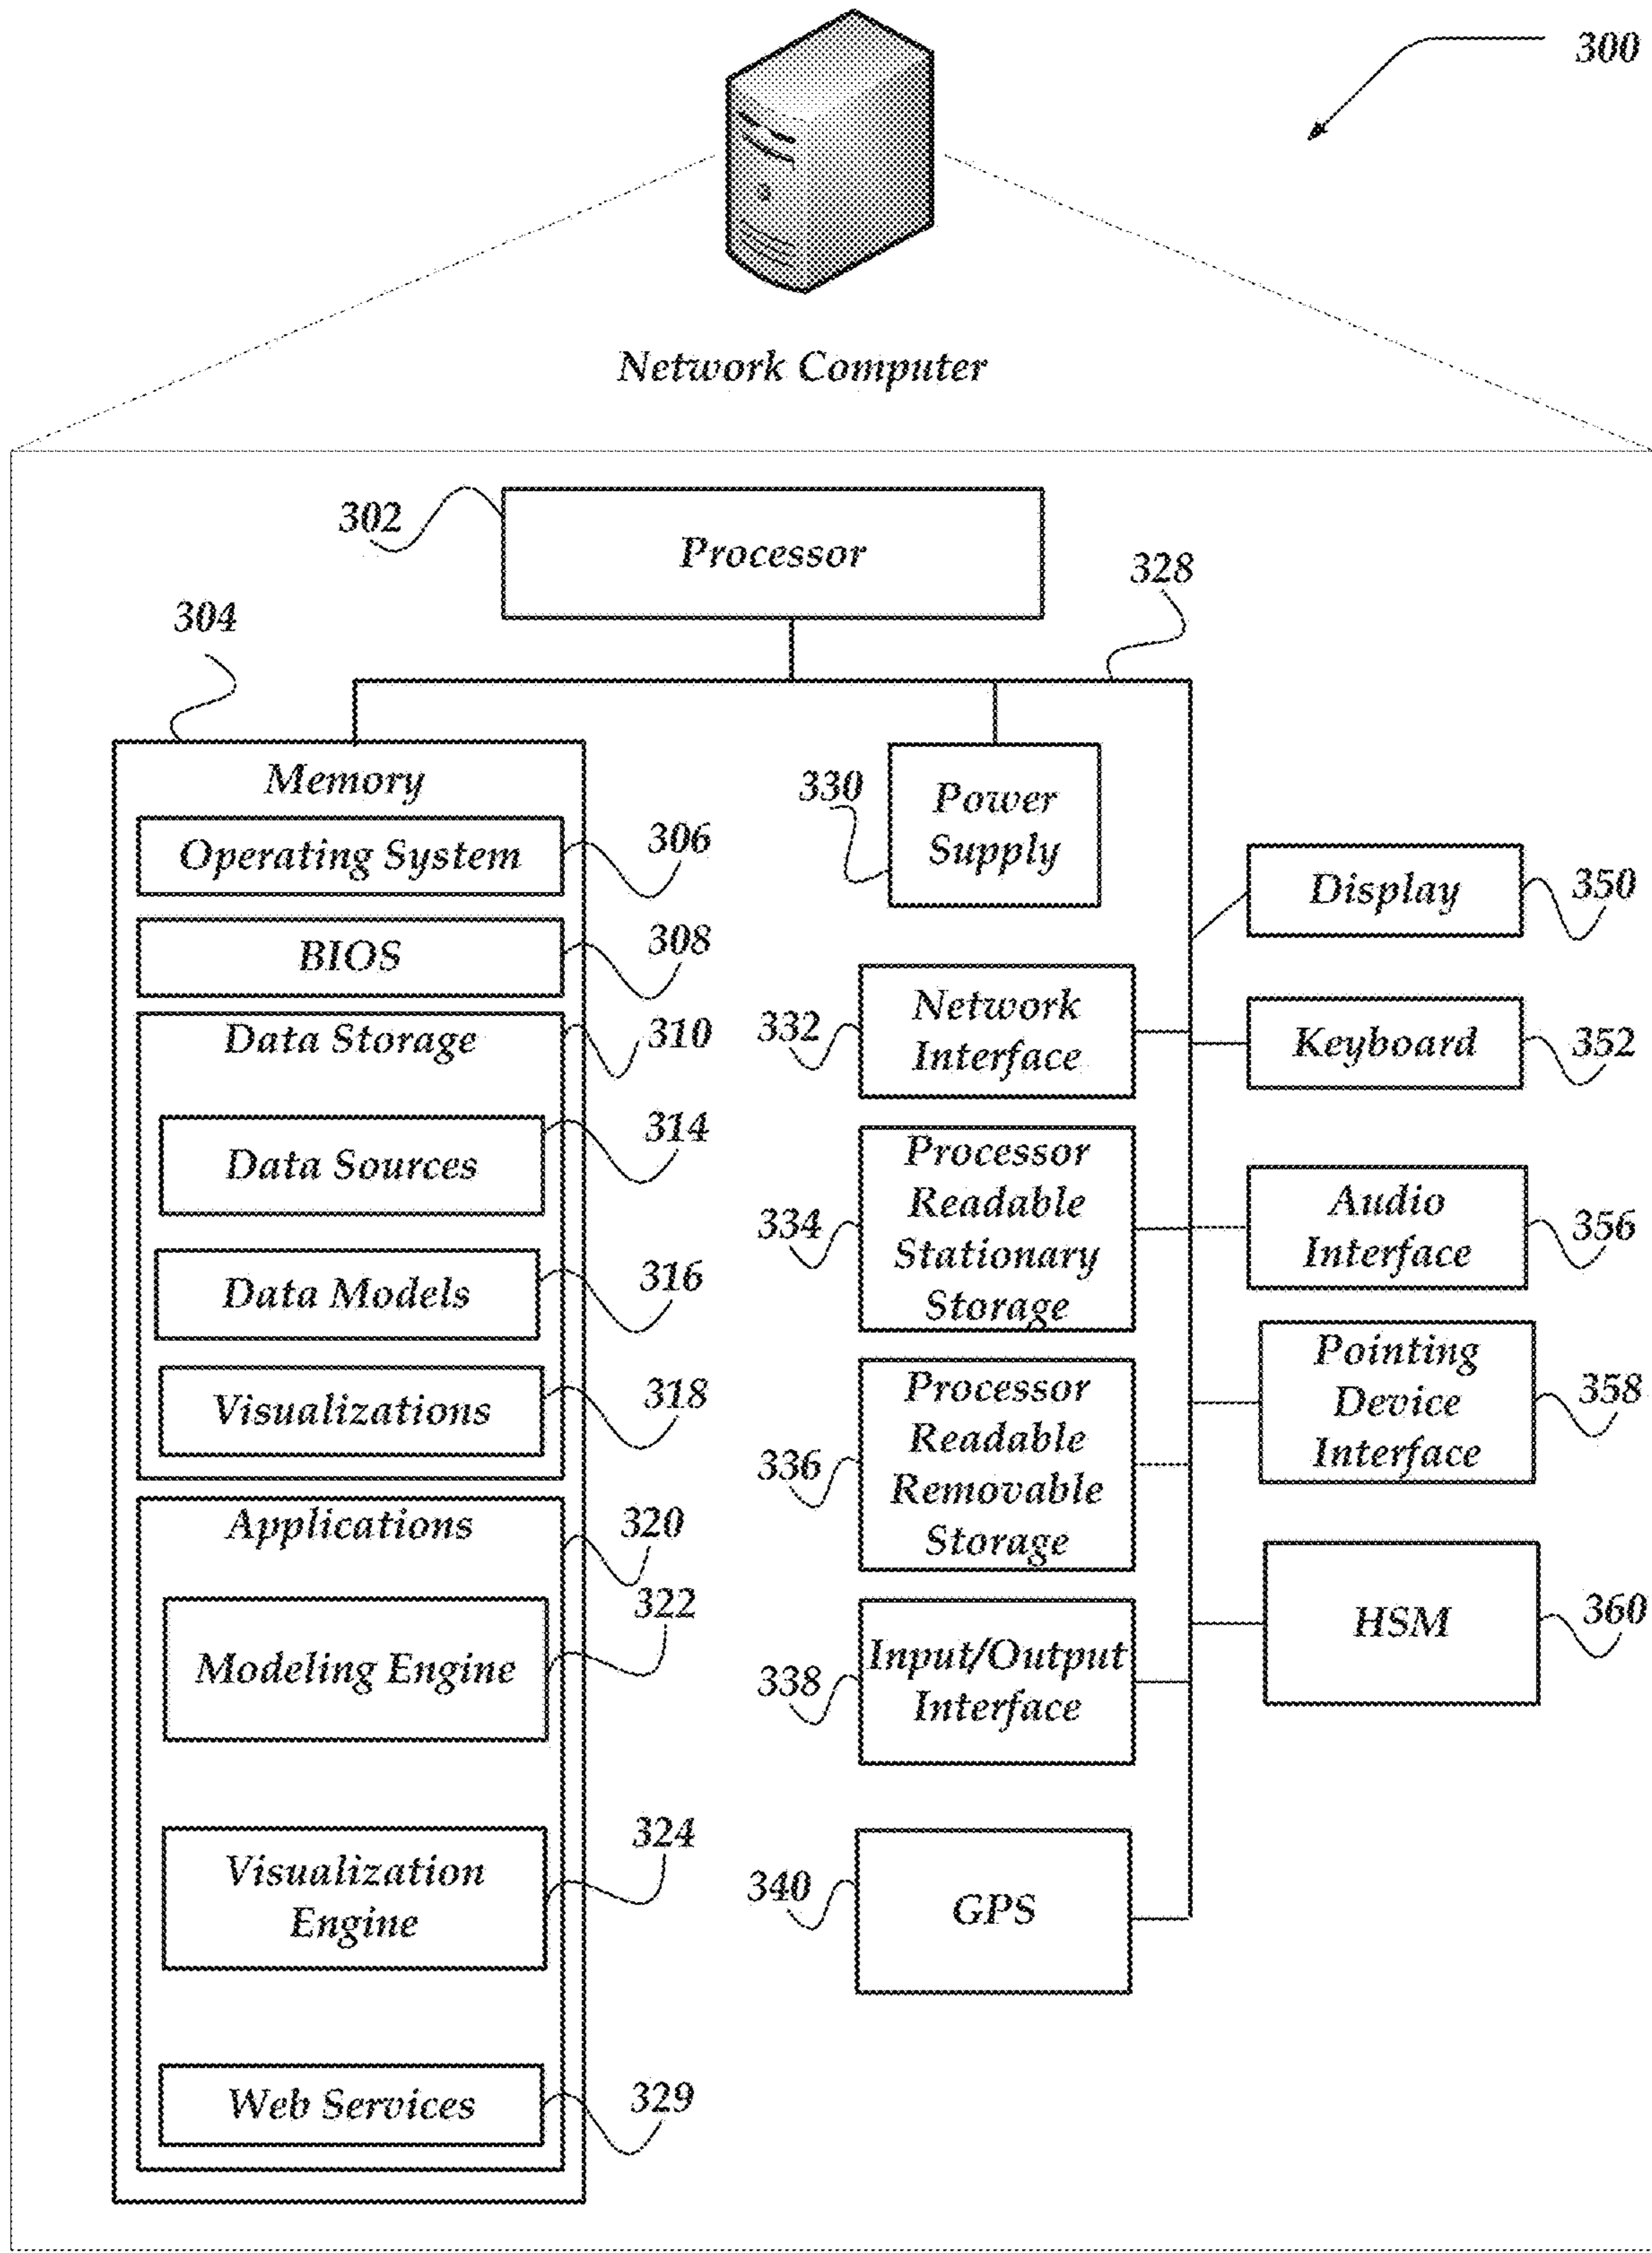 300
Network Computer
302
Processor
328
304
Memory
Operating System
306
BIOS
308
Data Storage
310
Data Sources
314
Data Models
316
Visualizations
318
Applications
320
Modeling Engine
322
Visualization
Engine
324
Web Services
329
330
Power
Supply
332
Network
Interface
334
Processor
Readable
Stationary
Storage
336
Processor
Readable
Removable
Storage
338
Input/Output
Interface
340
GPS
Display
350
Keyboard
352
Audio
Interface
356
Pointing
Device
Interface
358
HSM
360